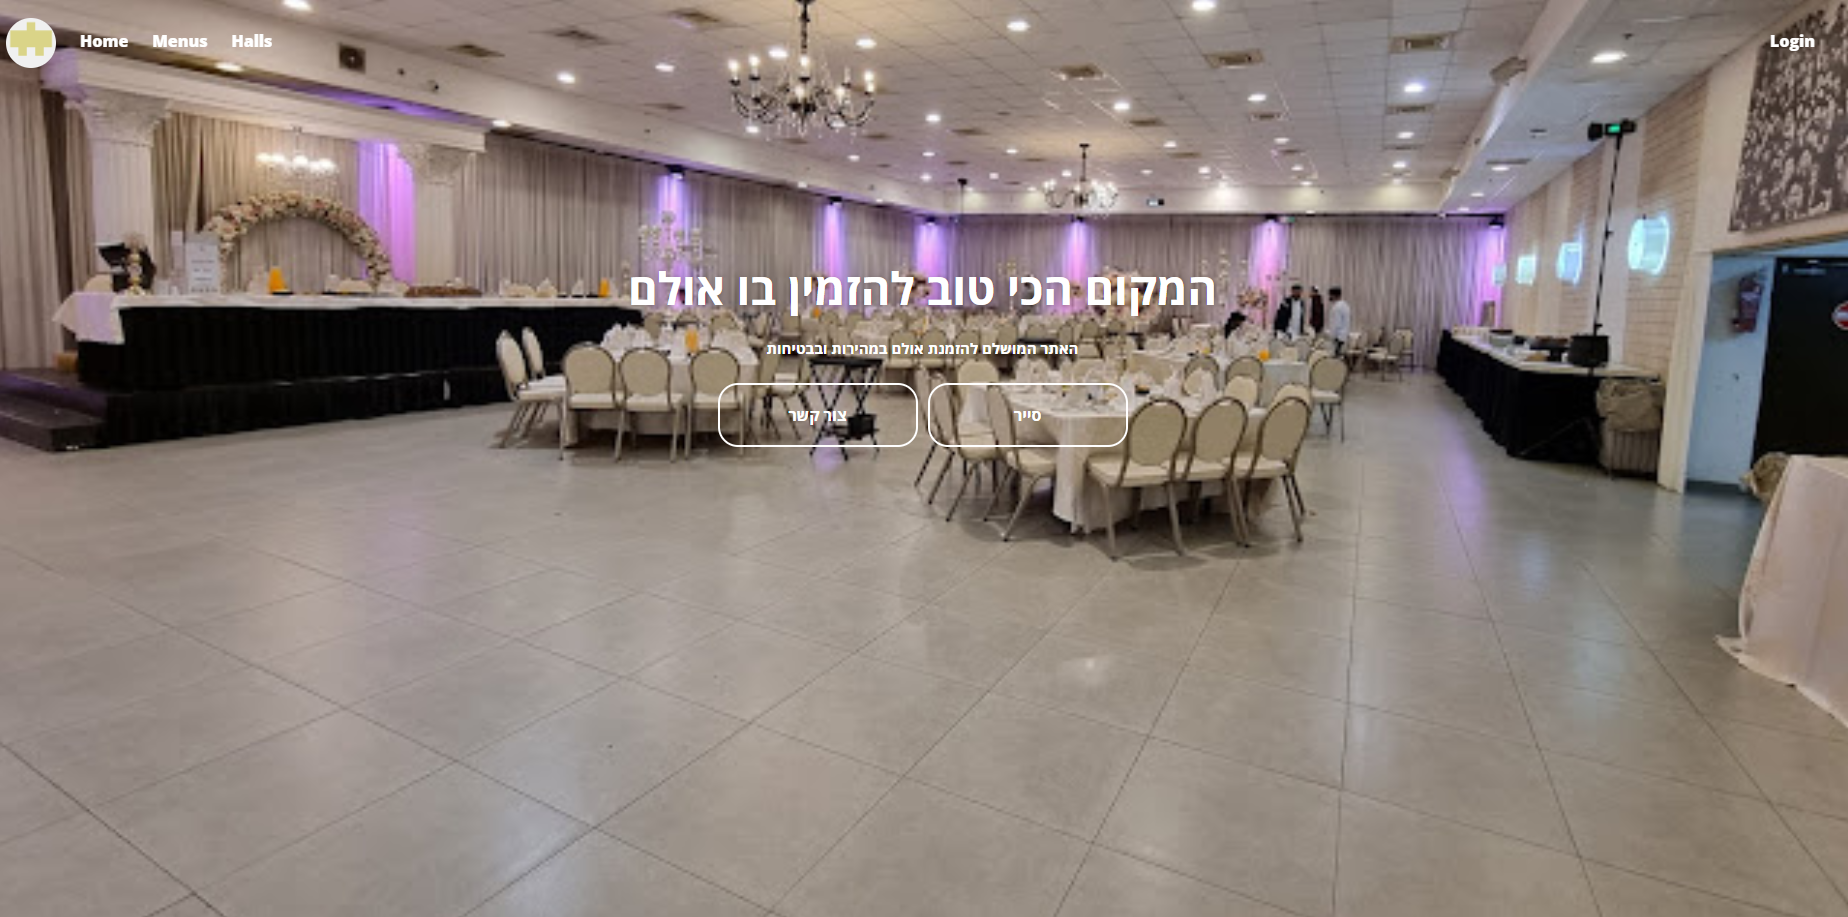 Home Menus Halls Login
המקום הכי טוב להזמין בו אולם
האתר המושלם להזמנת אולם במהירות ובבטיחות
סייר צור קשר